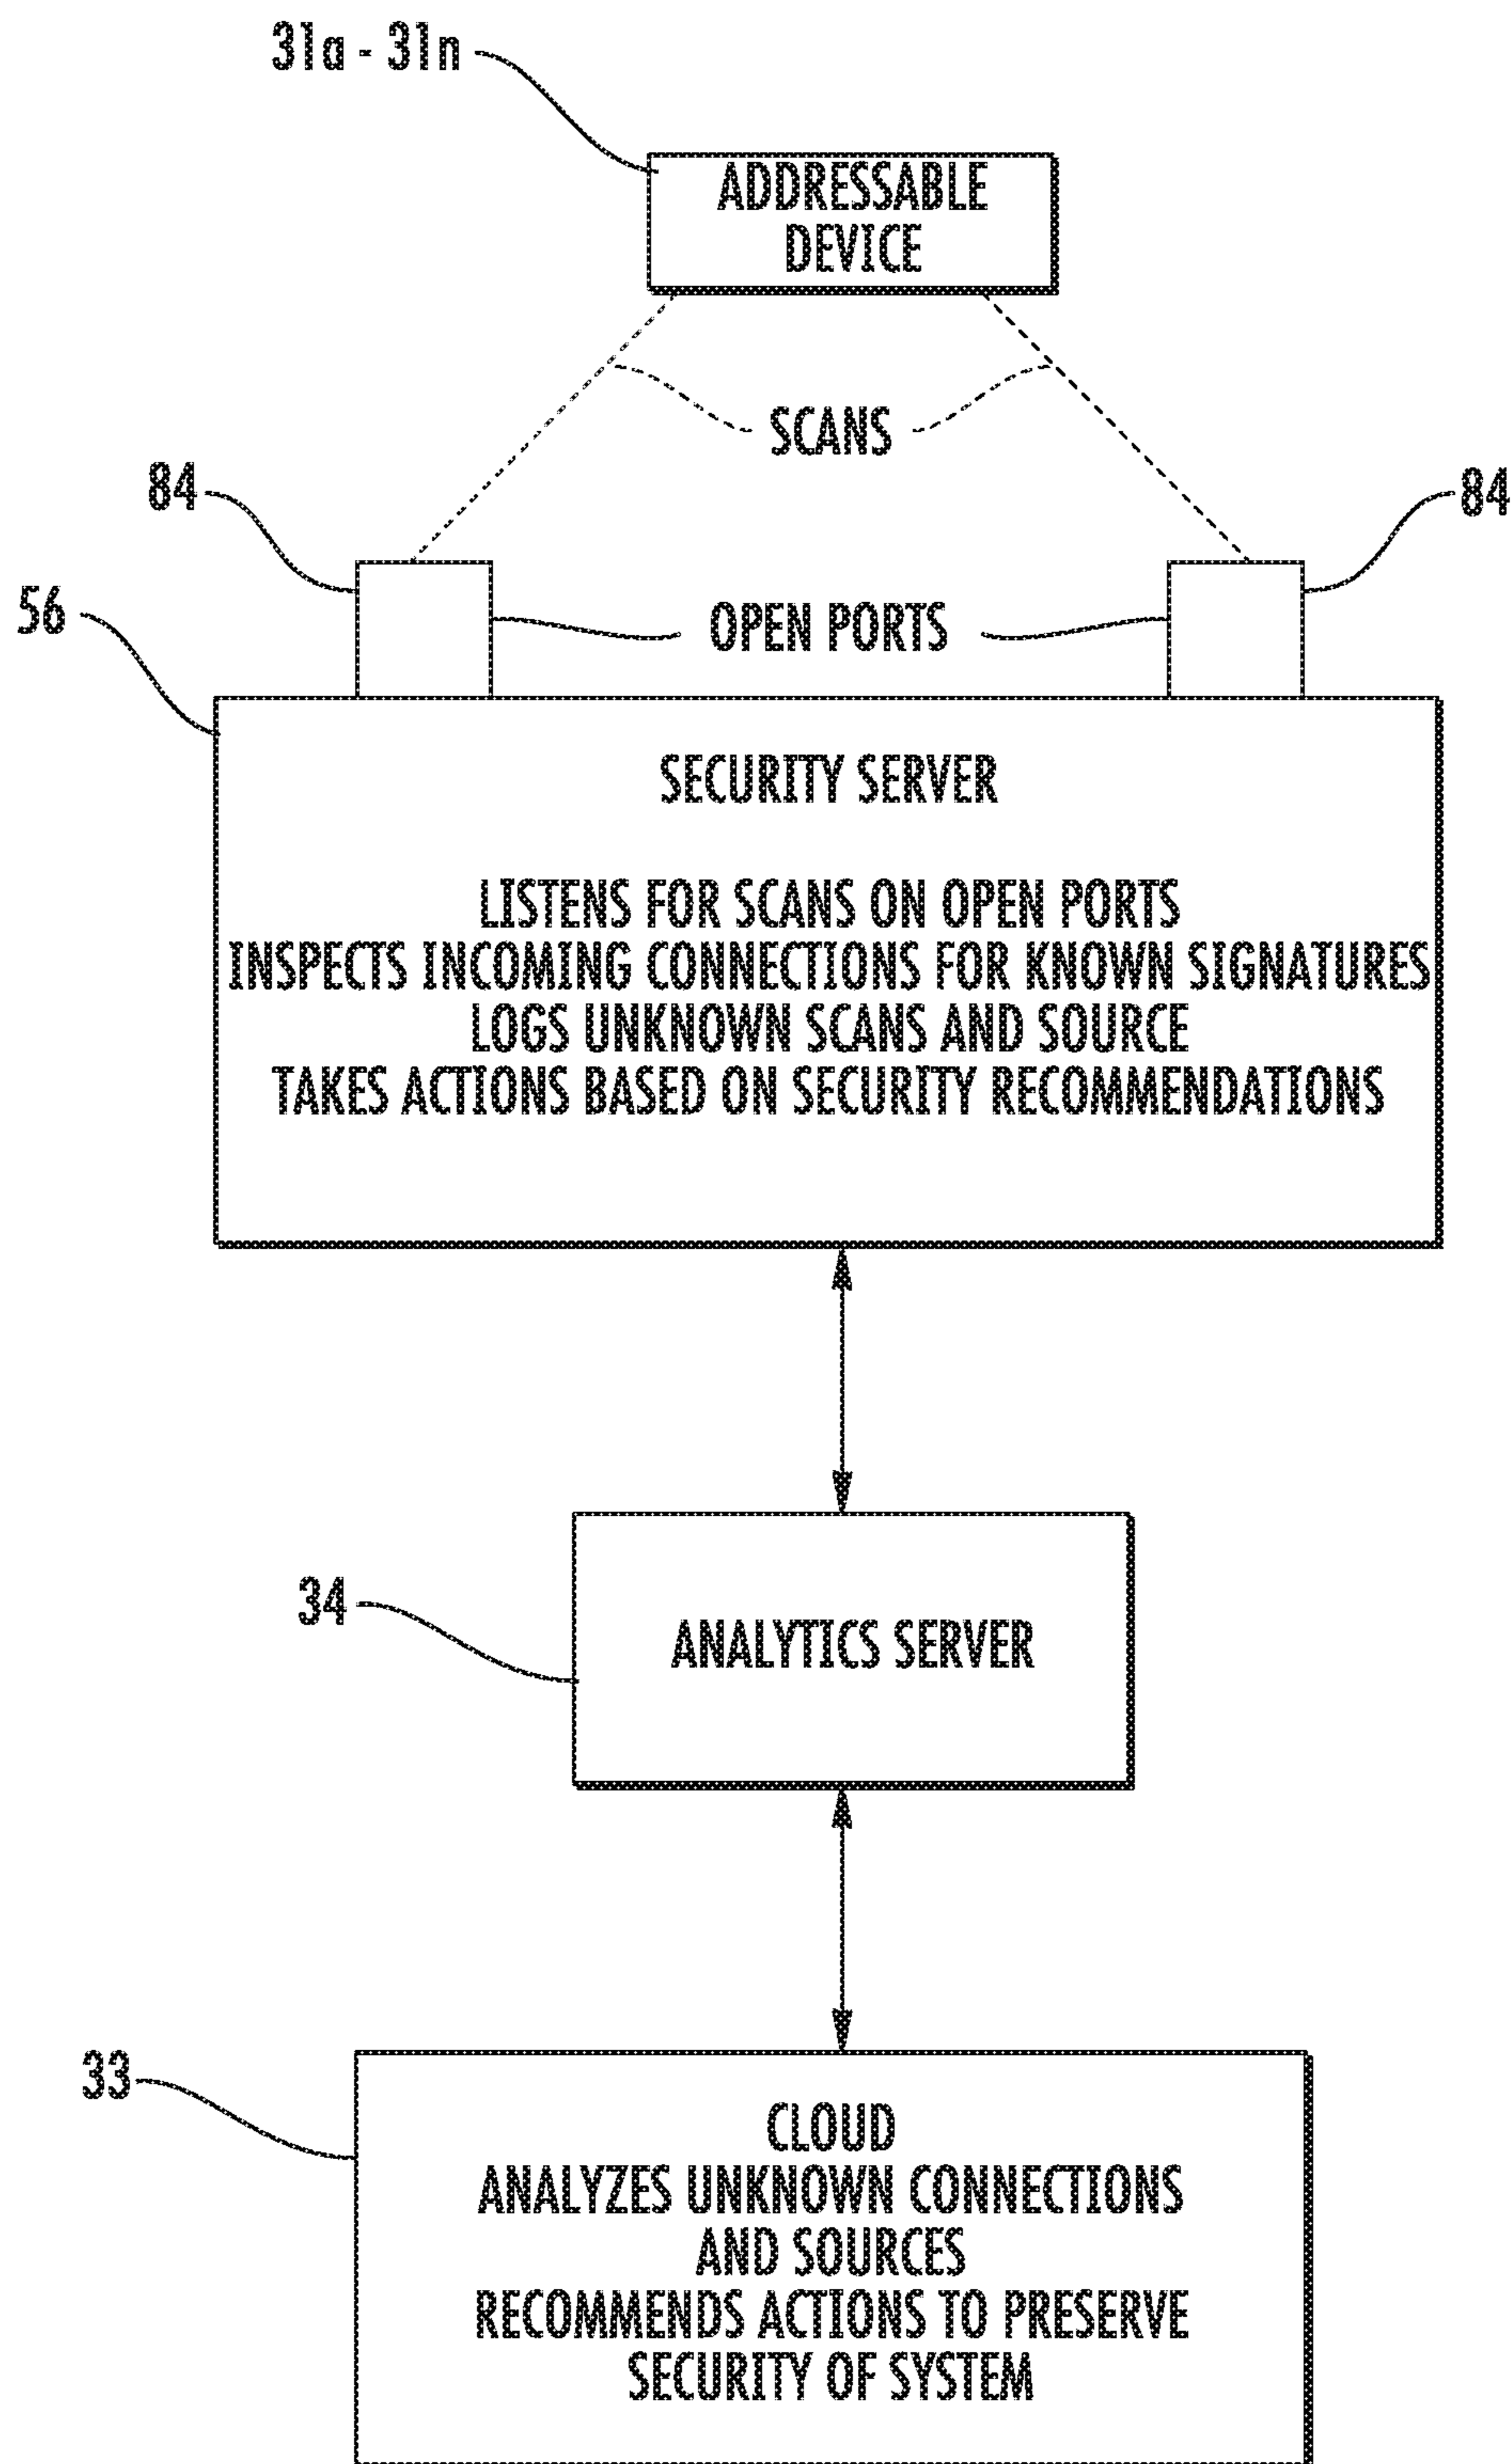 31a - 31n
ADDRESSABLE
DEVICE
SCANS
84
84
56
OPEN PORTS
SECURITY SERVER
LISTENS FOR SCANS ON OPEN PORTS
INSPECTS INCOMING CONNECTIONS FOR KNOWN SIGNATURES
LOGS UNKNOWN SCANS AND SOURCE
TAKES ACTIONS BASED ON SECURITY RECOMMENDATIONS
34
ANALYTICS SERVER
33
CLOUD
ANALYZES UNKNOWN CONNECTIONS
AND SOURCES
RECOMMENDS ACTIONS TO PRESERVE
SECURITY OF SYSTEM